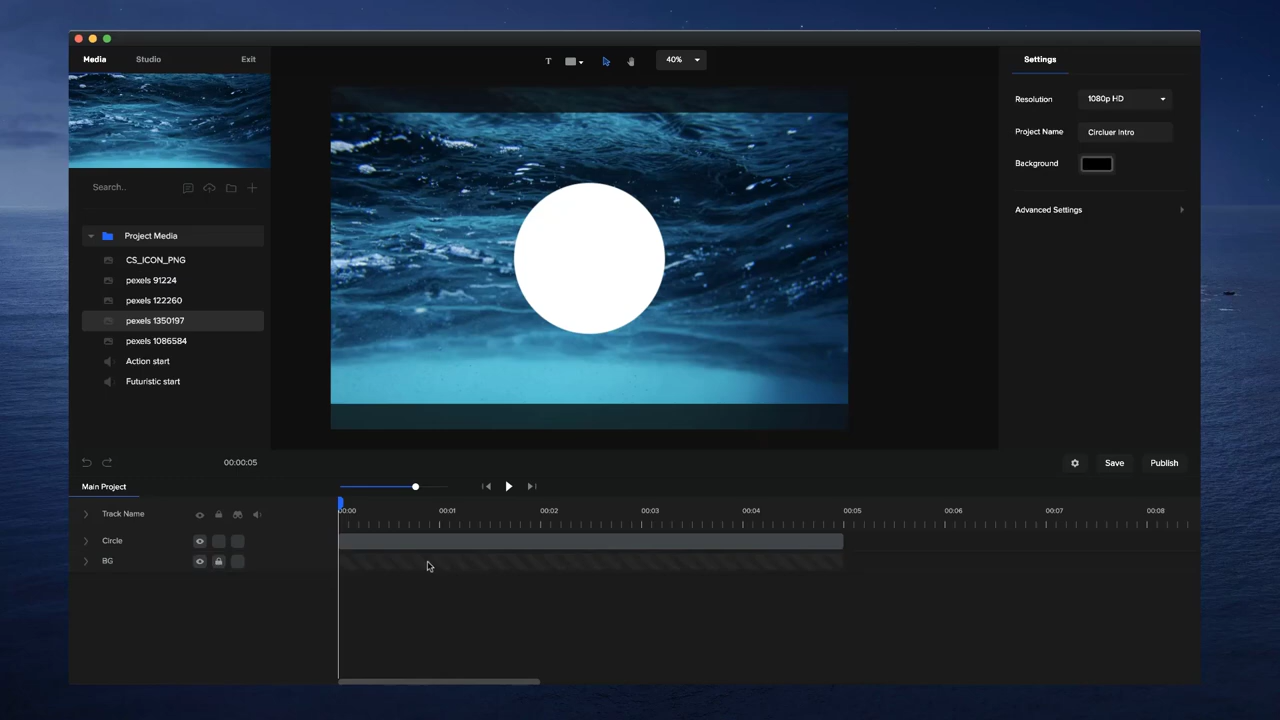 Media Studio Exit
T 40%
Settings
Resolution 1080p HD
Project Name Circluer Intro
Background
Advanced Settings
Search..
Project Media
CS_ICON_PNG
pexels 91224
pexels 122260
pexels 1350197
pexels 1086584
Action start
Futuristic start
00:00:05
Save Publish
Main Project
Track Name
00:00 00:01 00:02 00:03 00:04 00:05 00:06 00:07 00:08
Circle
BG